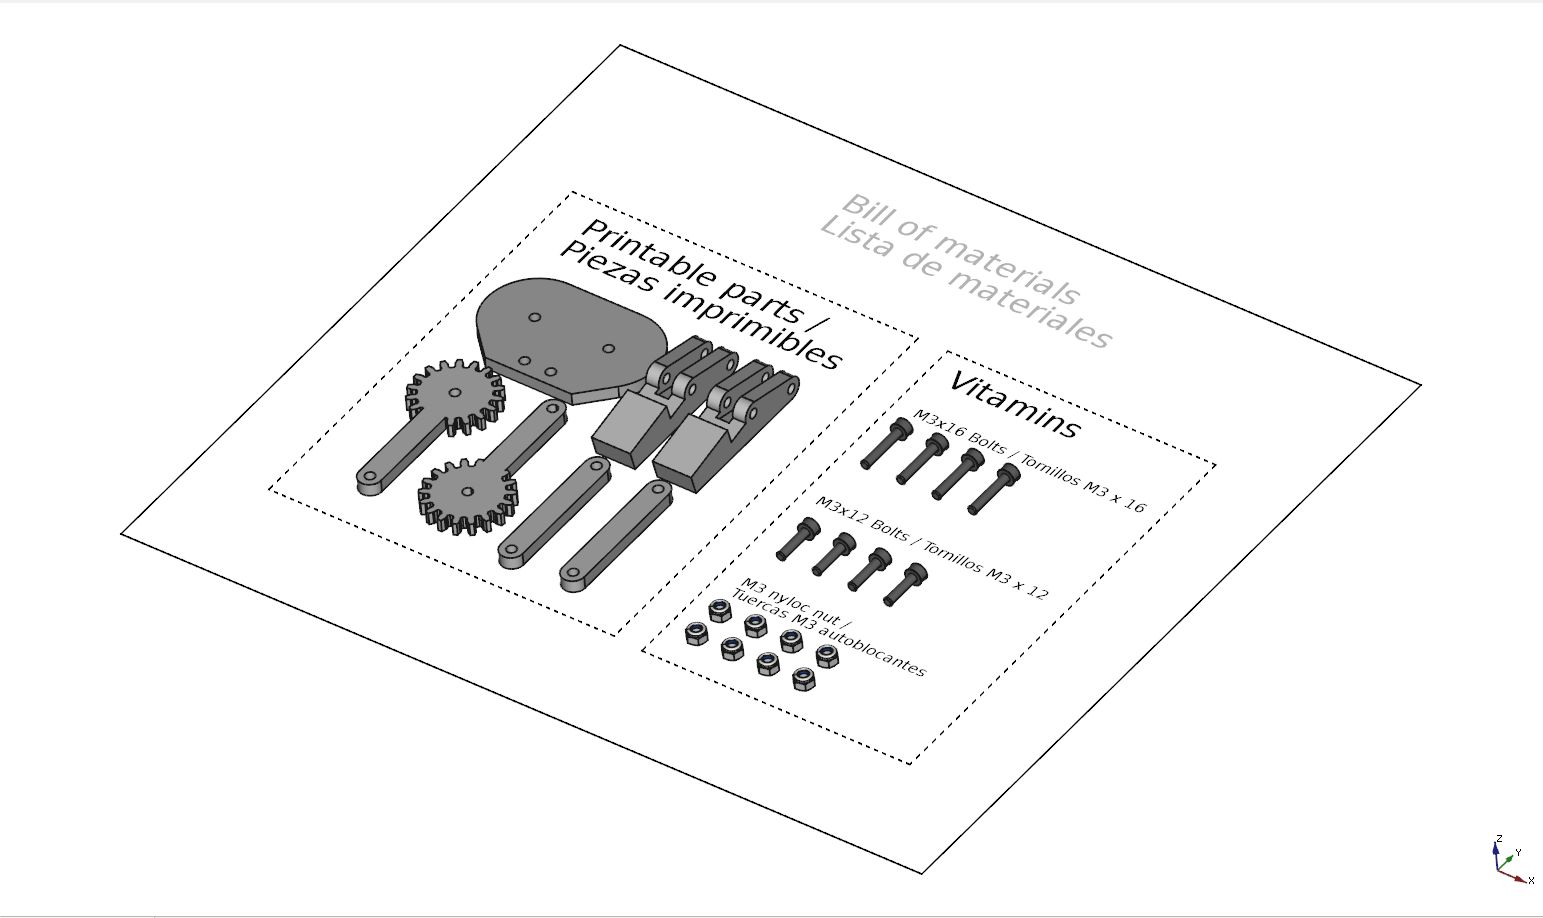 Bill of materials
Lista de materiales
Printable parts /
Piezas imprimibles
Vitamins
M3x16 Bolts / Tornillos M3 x 16
M3x12 Bolts / Tornillos M3 x 12
M3 nyloc nut /
Tuercas M3 autoblocantes
Z
Y
X